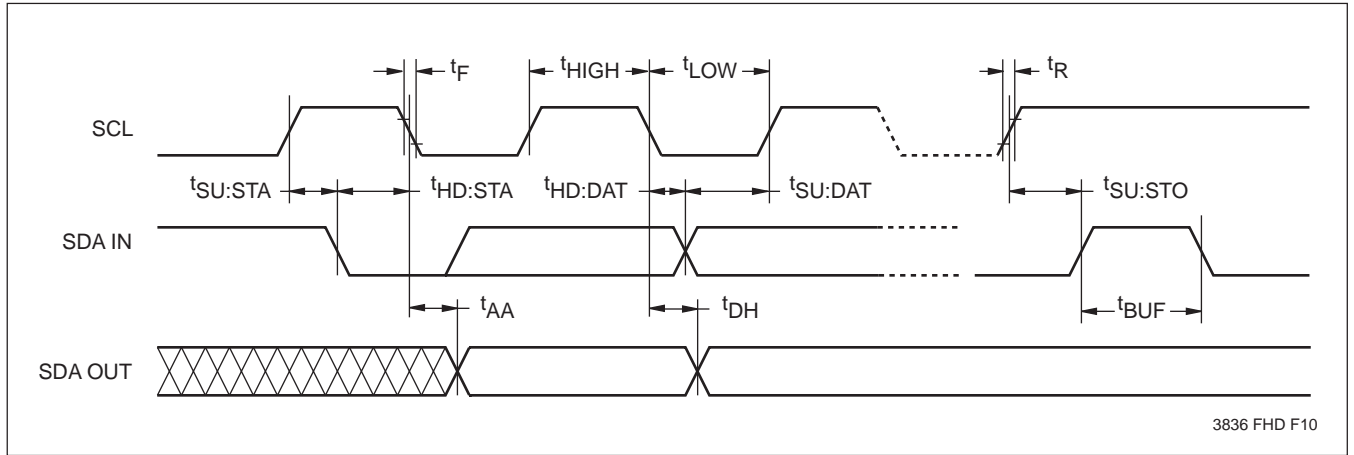 tF
tHIGH
tLOW
tR
SCL
tSU:STA
tHD:STA
tHD:DAT
tSU:DAT
tSU:STO
SDA IN
tAA
tDH
tBUF
SDA OUT
3836 FHD F10